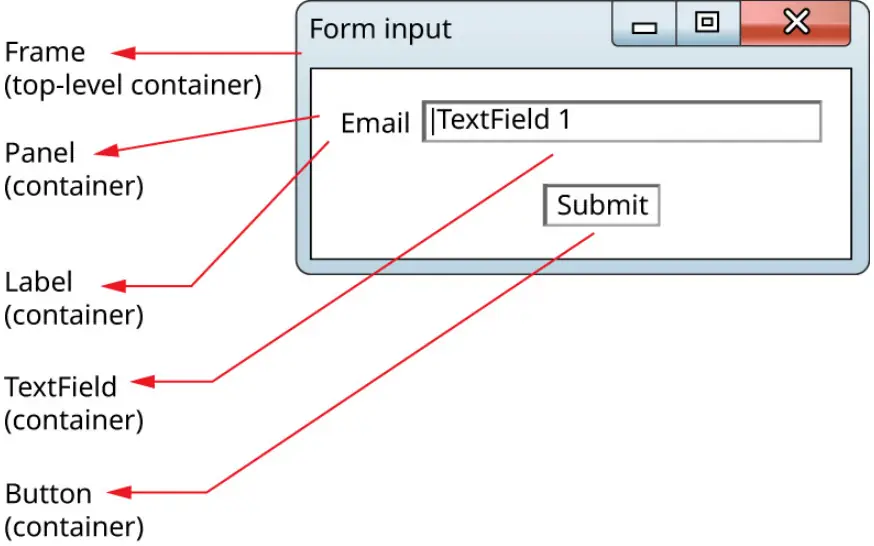 Frame
(top-level container)
Panel
(container)
Label
(container)
TextField
(container)
Button
(container)
Form input
Email
TextField 1
Submit